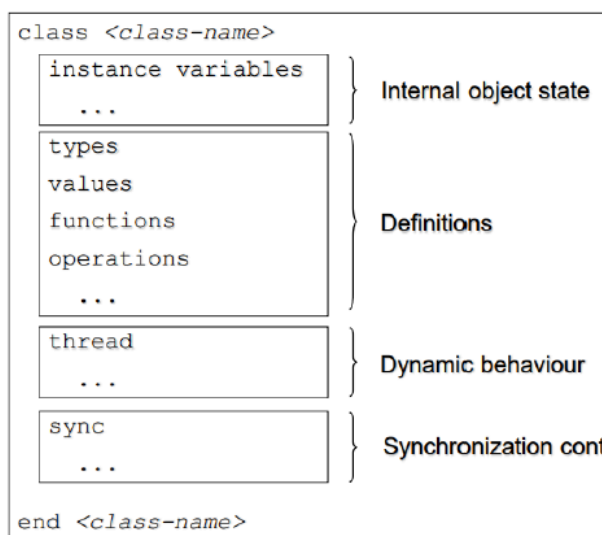 class <class-name>
instance variables
...
Internal object state
types
values
functions
operations
...
Definitions
thread
...
Dynamic behaviour
sync
...
Synchronization cont
end <class-name>